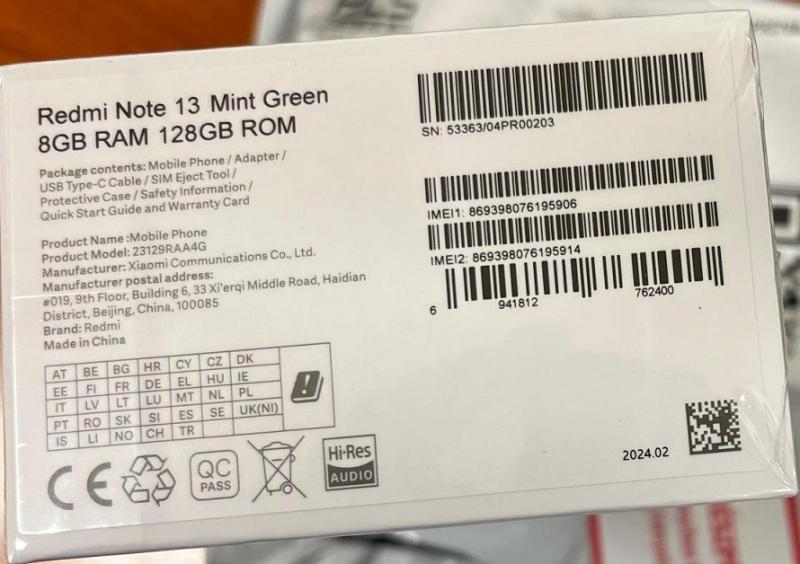 Redmi Note 13 Mint Green
8GB RAM 128GB ROM
Package contents: Mobile Phone / Adapter /
USB Type-C Cable / SIM Eject Tool /
Protective Case / Safety Information /
Quick Start Guide and Warranty Card
Product Name :Mobile Phone
Product Model: 23129RAA4G
Manufacturer: Xiaomi Communications Co., Ltd.
Manufacturer postal address:
#019, 9th Floor, Building 6, 33 Xi'erqi Middle Road, Haidian
District, Beijing, China, 100085
Brand: Redmi
Made in China
AT BE BG HR CY CZ DK
EE FI FR DE EL HU IE
IT LV LT LU MT NL PL
PT RO SK SI ES SE UK(NI)
IS LI NO CH TR
CE
QC
PASS
Hi-Res
AUDIO
SN: 53363/04PR00203
IMEI1: 869398076195906
IMEI2: 869398076195914
6 941812 762400
2024.02